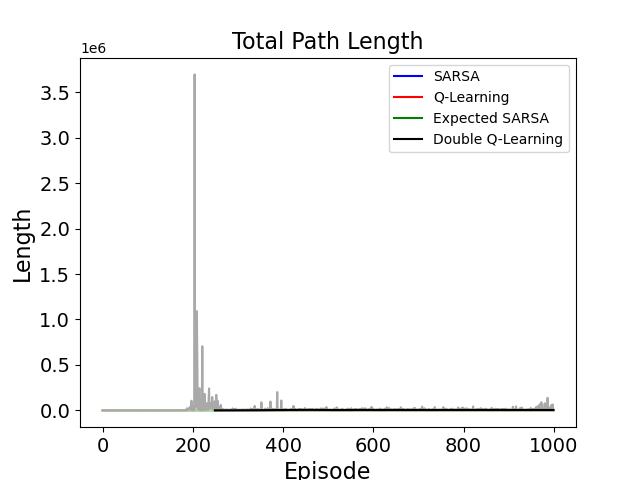 Total Path Length
1e6
SARSA
Q-Learning
Expected SARSA
Double Q-Learning
3.5
3.0
2.5
2.0
1.5
1.0
0.5
0.0
Length
0 200 400 600 800 1000
Episode